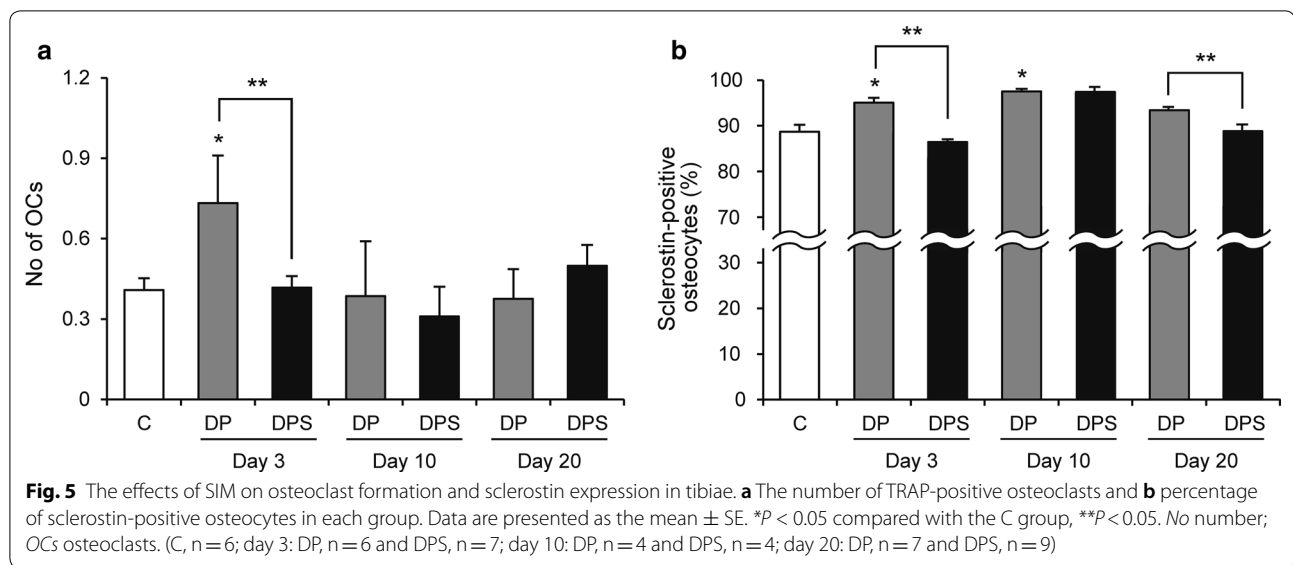 a
1.2
0.9
0.6
0.3
0
No of OCs
**
*
C
DP
DPS
DP
DPS
DP
DPS
Day 3
Day 10
Day 20
b
100
90
80
70
30
20
10
0
Sclerostin-positive
osteocytes (%)
**
*
*
**
C
DP
DPS
DP
DPS
DP
DPS
Day 3
Day 10
Day 20
Fig. 5 The effects of SIM on osteoclast formation and sclerostin expression in tibiae. a The number of TRAP-positive osteoclasts and b percentage
of sclerostin-positive osteocytes in each group. Data are presented as the mean ± SE. *P < 0.05 compared with the C group, **P < 0.05. No number;
OCs osteoclasts. (C, n = 6; day 3: DP, n = 6 and DPS, n = 7; day 10: DP, n = 4 and DPS, n = 4; day 20: DP, n = 7 and DPS, n = 9)